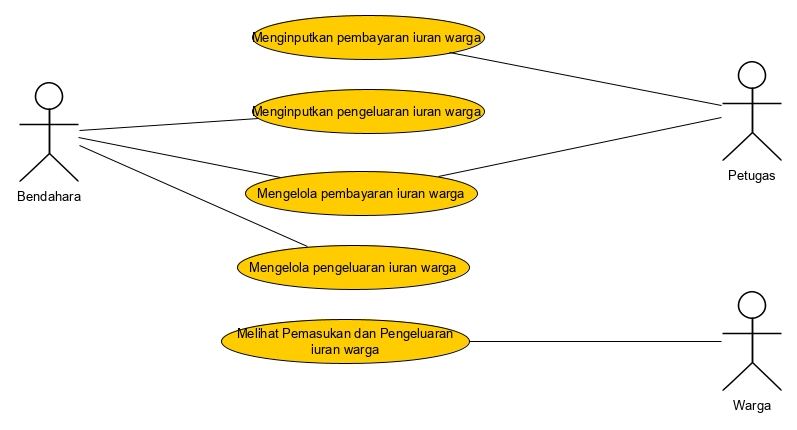 Menginputkan pembayaran iuran warga
Menginputkan pengeluaran iuran warga
Bendahara
Petugas
Mengelola pembayaran iuran warga
Mengelola pengeluaran iuran warga
Melihat Pemasukan dan Pengeluaran
iuran warga
Warga